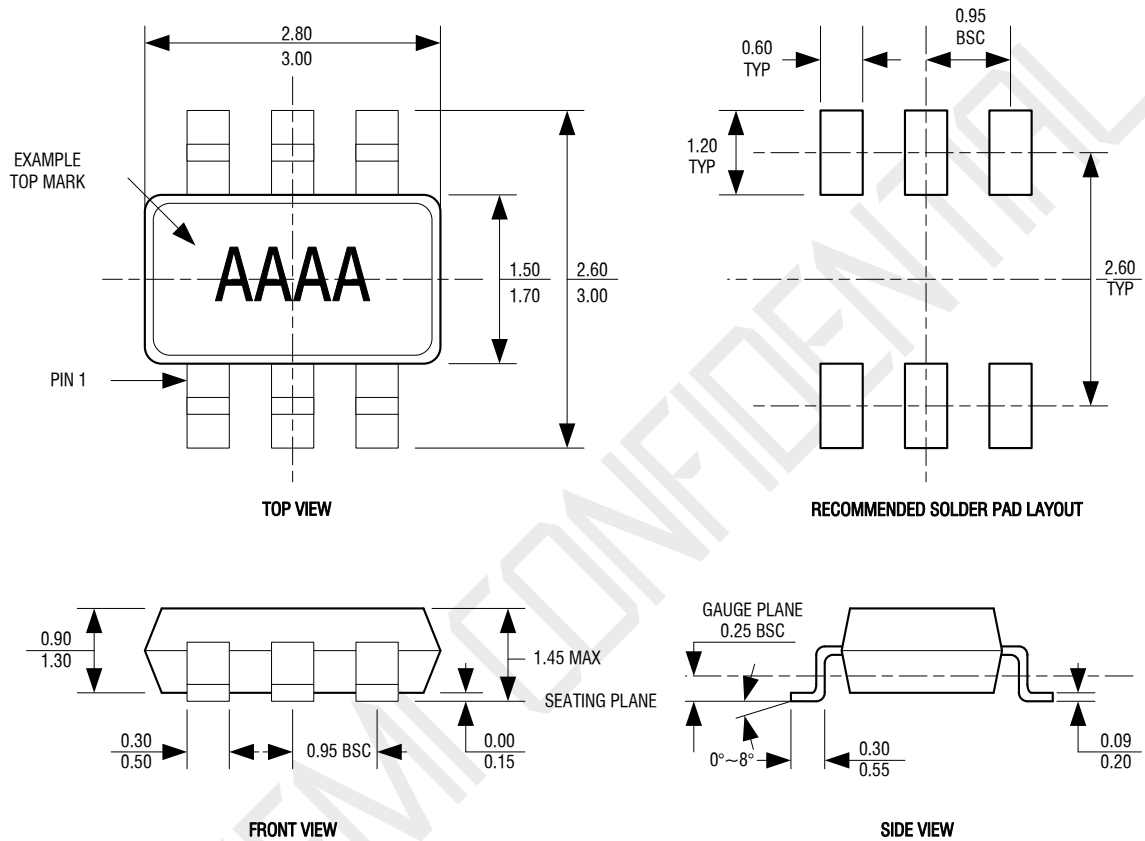 2.80
3.00
EXAMPLE
TOP MARK
AAAA
1.50
1.70
2.60
3.00
PIN 1
TOP VIEW
0.60
TYP
0.95
BSC
1.20
TYP
2.60
TYP
RECOMMENDED SOLDER PAD LAYOUT
0.90
1.30
1.45 MAX
SEATING PLANE
0.30
0.50
0.95 BSC
0.00
0.15
FRONT VIEW
GAUGE PLANE
0.25 BSC
0°~8°
0.30
0.55
0.09
0.20
SIDE VIEW
CONFIDENTIAL